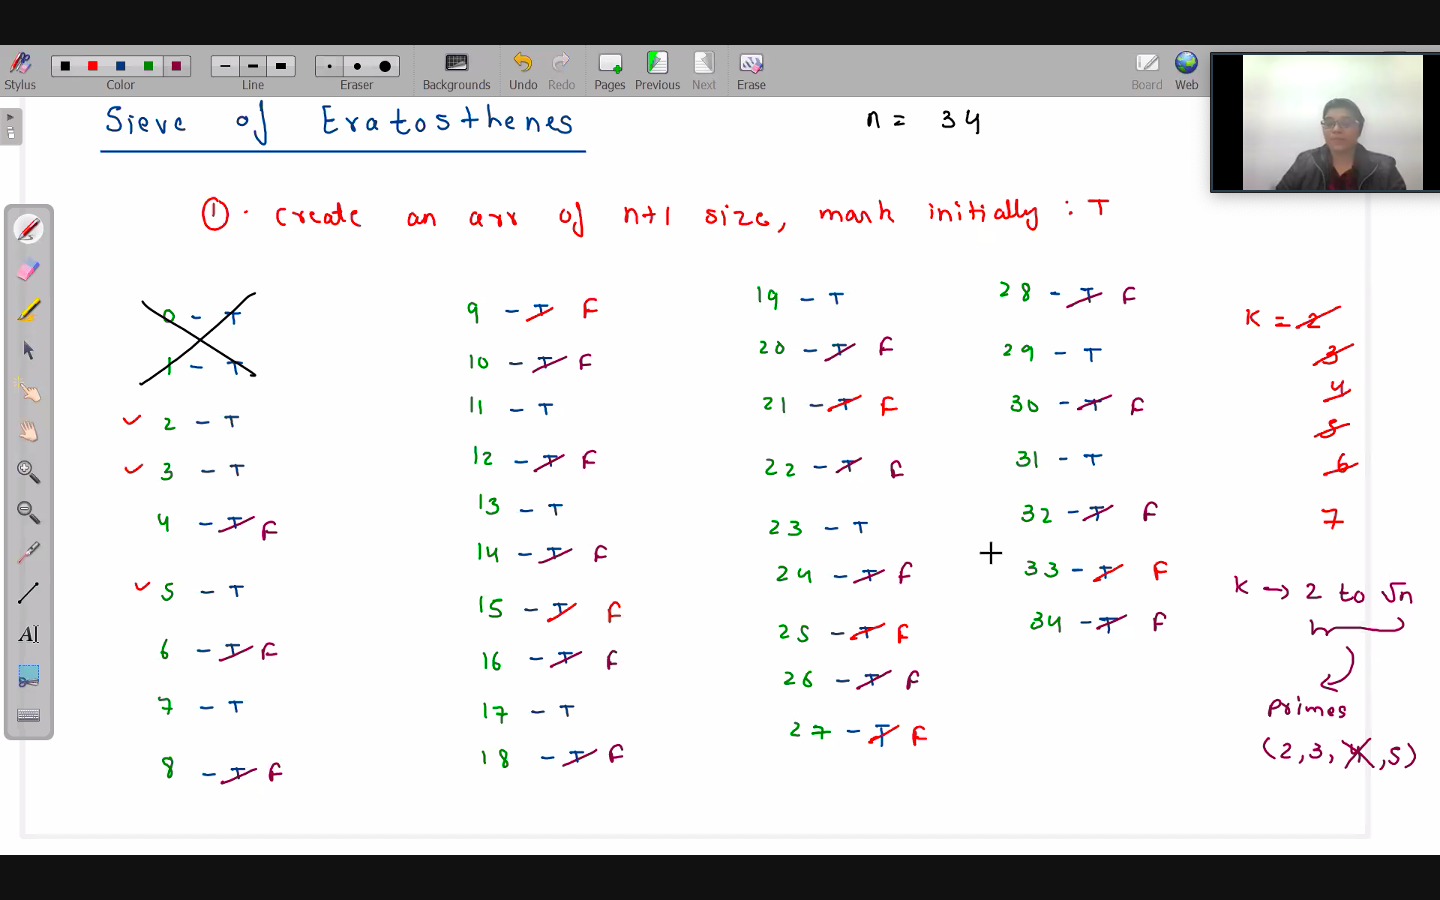 Stylus
Color
Line
Eraser
Backgrounds
Undo
Redo
Pages
Previous
Next
Erase
Board
Web
Sieve of Eratosthenes
n = 34
① . create an arr of n+1 size, mark initially : T
0 - T
1 - T
2 - T
3 - T
4 - T F
5 - T
6 - T F
7 - T
8 - T F
9 - T F
10 - T F
11 - T
12 - T F
13 - T
14 - T F
15 - T F
16 - T F
17 - T
18 - T F
19 - T
20 - T F
21 - T F
22 - T F
23 - T
24 - T F
25 - T F
26 - T F
27 - T F
28 - T F
29 - T
30 - T F
31 - T
32 - T F
33 - T F
34 - T F
K = 2
3
4
5
6
7
K → 2 to √n
primes
(2,3,4,5)
A